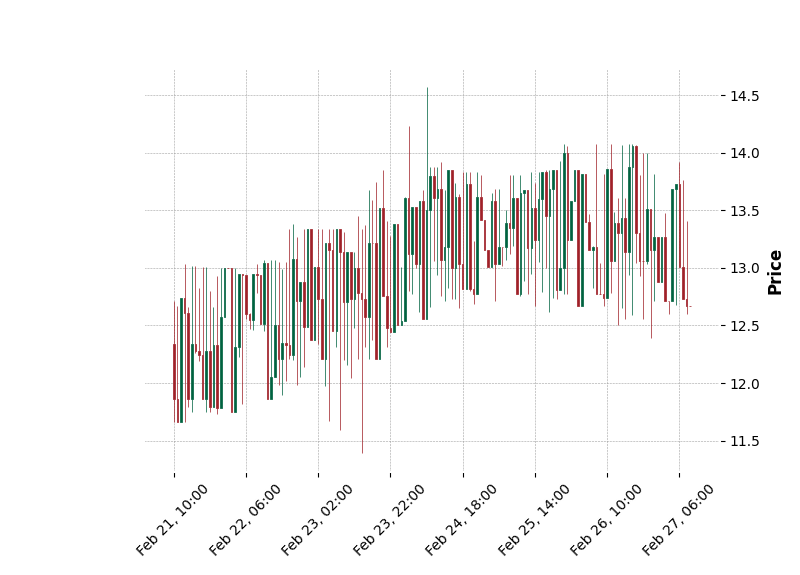 14.5
14.0
13.5
13.0
12.5
12.0
11.5
Price
Feb 21, 10:00
Feb 22, 06:00
Feb 23, 02:00
Feb 23, 22:00
Feb 24, 18:00
Feb 25, 14:00
Feb 26, 10:00
Feb 27, 06:00